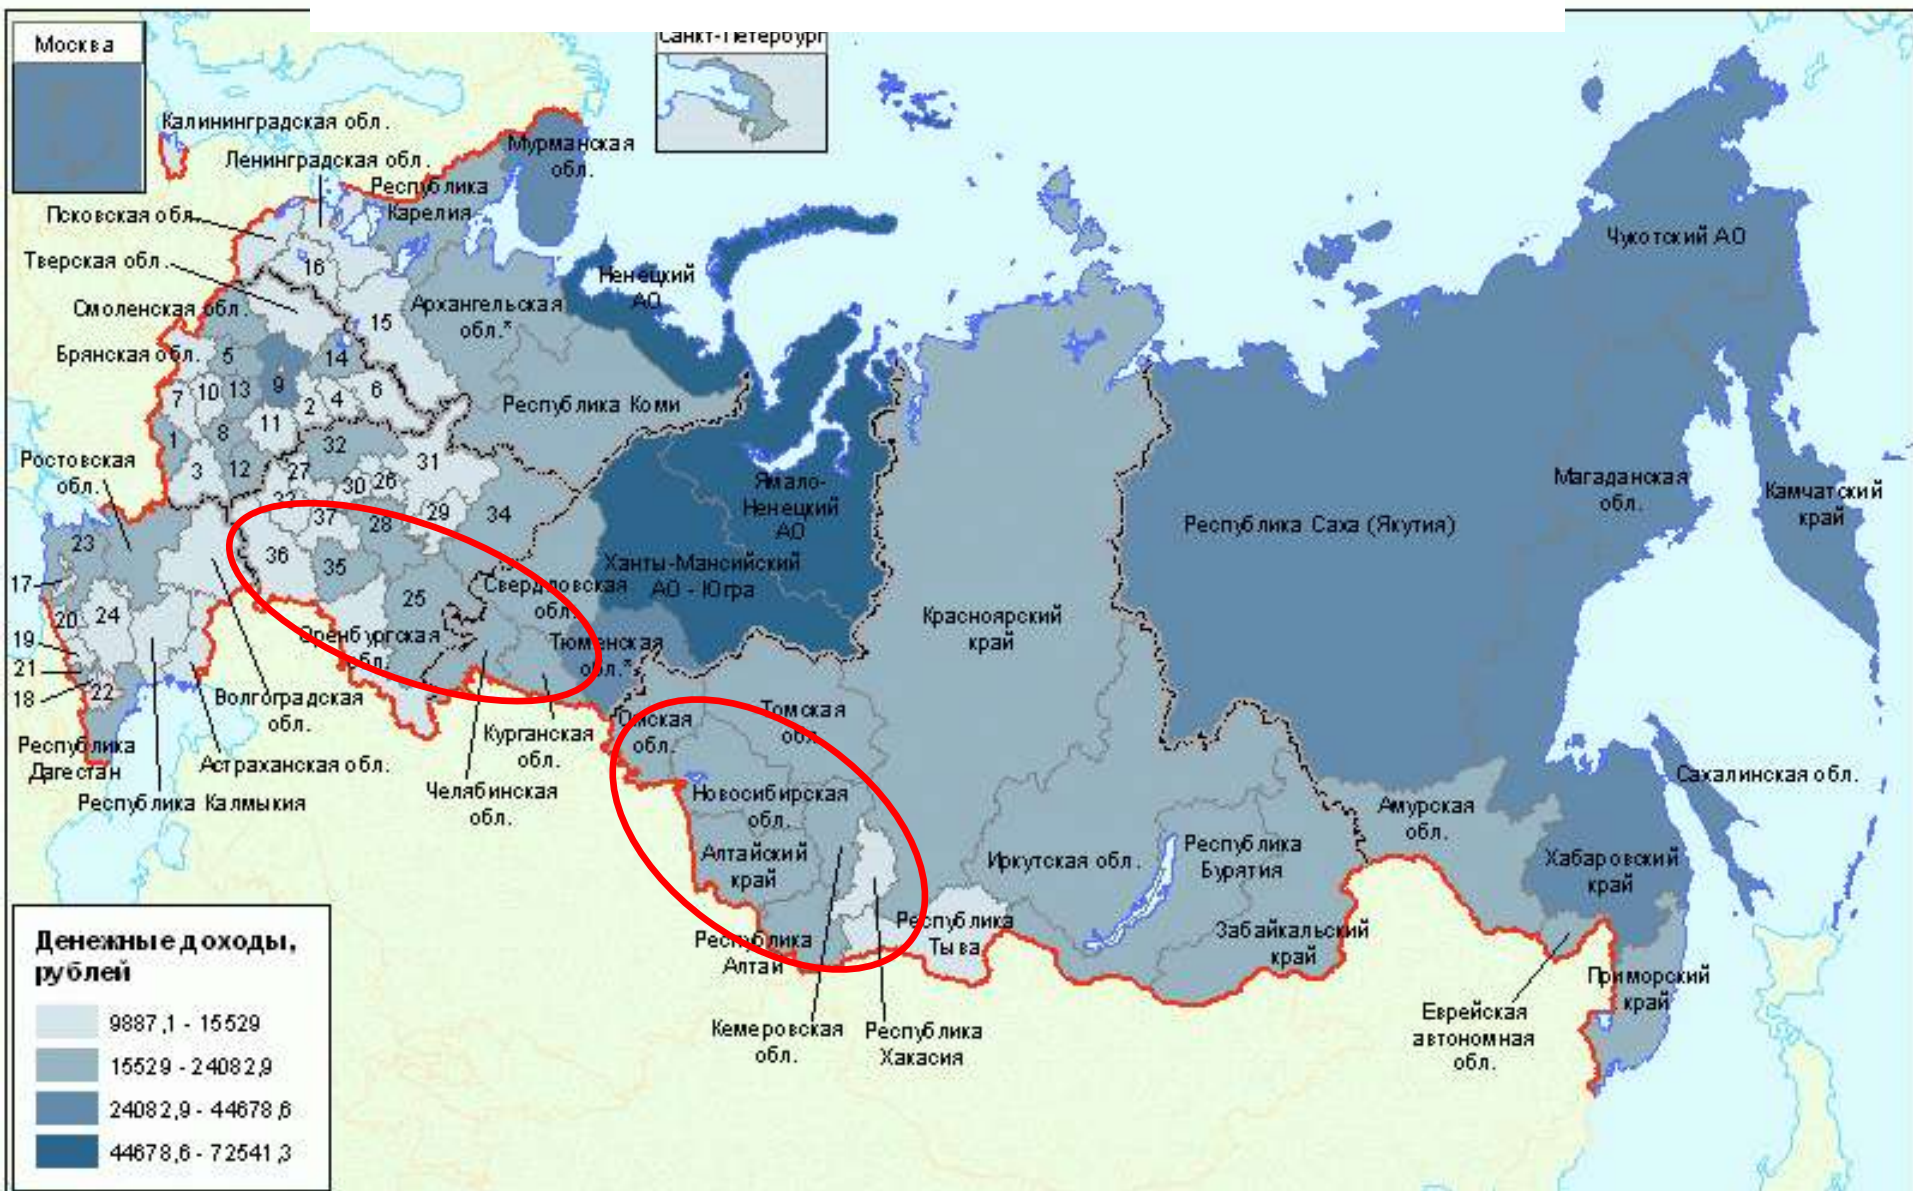 Москва
Санкт-Петербург
Калининградская обл.
Ленинградская обл.
Мурманская
обл.
Республика
Карелия
Псковская обл.
Тверская обл.
Смоленская обл.
Брянская обл.
Архангельская
обл.*
Ненецкий
АО
Чукотский АО
16
15
5
14
9
7
10
13
2
4
6
11
1
8
3
12
32
31
27
30
26
33
37
28
29
34
36
35
25
23
17
20
24
19
21
18
22
Республика Коми
Ростовская
обл.
Ямало-
Ненецкий
АО
Ханты-Мансийский
АО - Югра
Свердловская
обл.
Тюменская
обл.*
Оренбургская
обл.
Красноярский
край
Республика Саха (Якутия)
Магаданская
обл.
Камчатский
край
Волгоградская
обл.
Астраханская обл.
Республика
Дагестан
Республика Калмыкия
Курганская
обл.
Челябинская
обл.
Омская
обл.
Томская
обл.
Новосибирская
обл.
Алтайский
край
Республика
Алтай
Кемеровская
обл.
Республика
Хакасия
Республика
Тыва
Иркутская обл.
Республика
Бурятия
Забайкальский
край
Амурская
обл.
Хабаровский
край
Сахалинская обл.
Приморский
край
Еврейская
автономная
обл.
Денежные доходы,
рублей
9887,1 - 15529
15529 - 24082,9
24082,9 - 44678,6
44678,6 - 72541,3